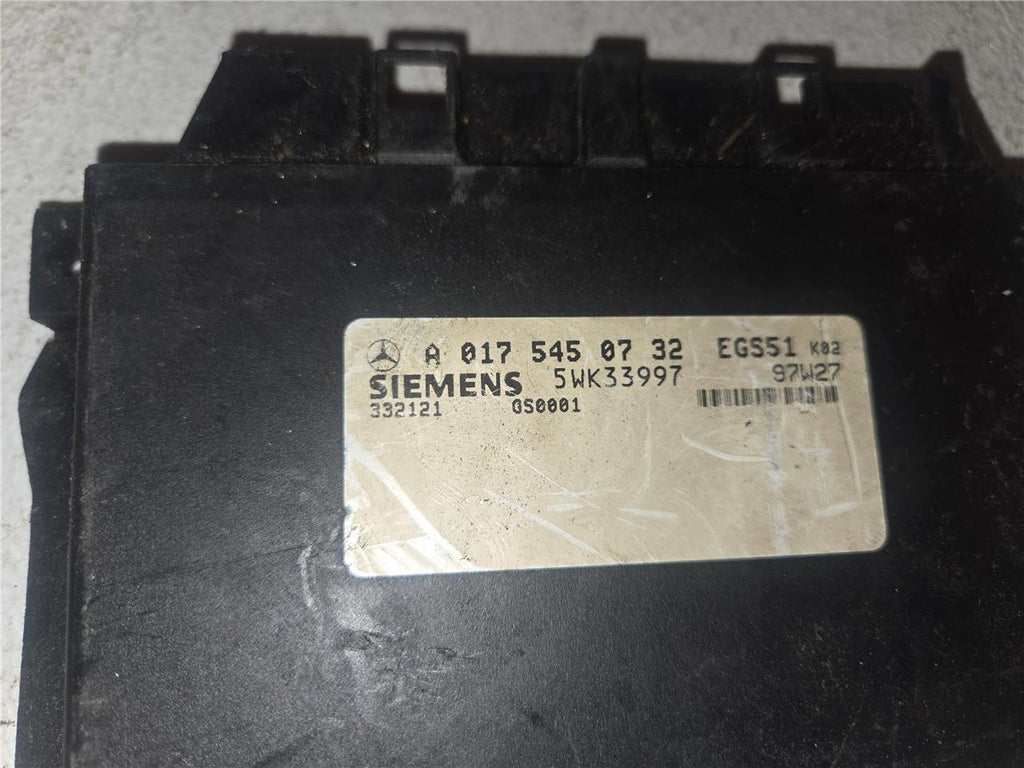 A 017 545 07 32 EGS51 K02
SIEMENS 5WK33997 97W27
332121 GS0001